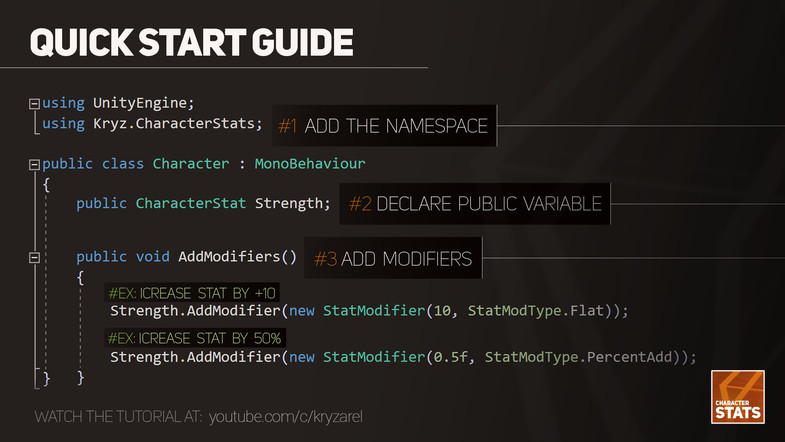 QUICK START GUIDE
using UnityEngine;
using Kryz.CharacterStats;
#1 ADD THE NAMESPACE
public class Character : MonoBehaviour
{
public CharacterStat Strength;
#2 DECLARE PUBLIC VARIABLE
public void AddModifiers()
#3 ADD MODIFIERS
{
#EX: ICREASE STAT BY +10
Strength.AddModifier(new StatModifier(10, StatModType.Flat));
#EX: ICREASE STAT BY 50%
Strength.AddModifier(new StatModifier(0.5f, StatModType.PercentAdd));
} }
WATCH THE TUTORIAL AT: youtube.com/c/kryzarel
CHARACTER
STATS